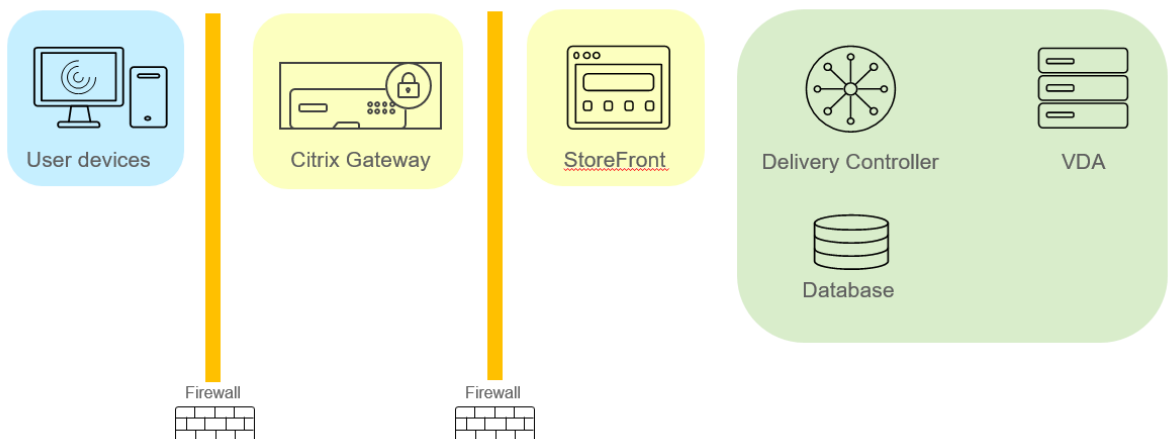 User devices
Citrix Gateway
StoreFront
Delivery Controller
VDA
Database
Firewall
Firewall